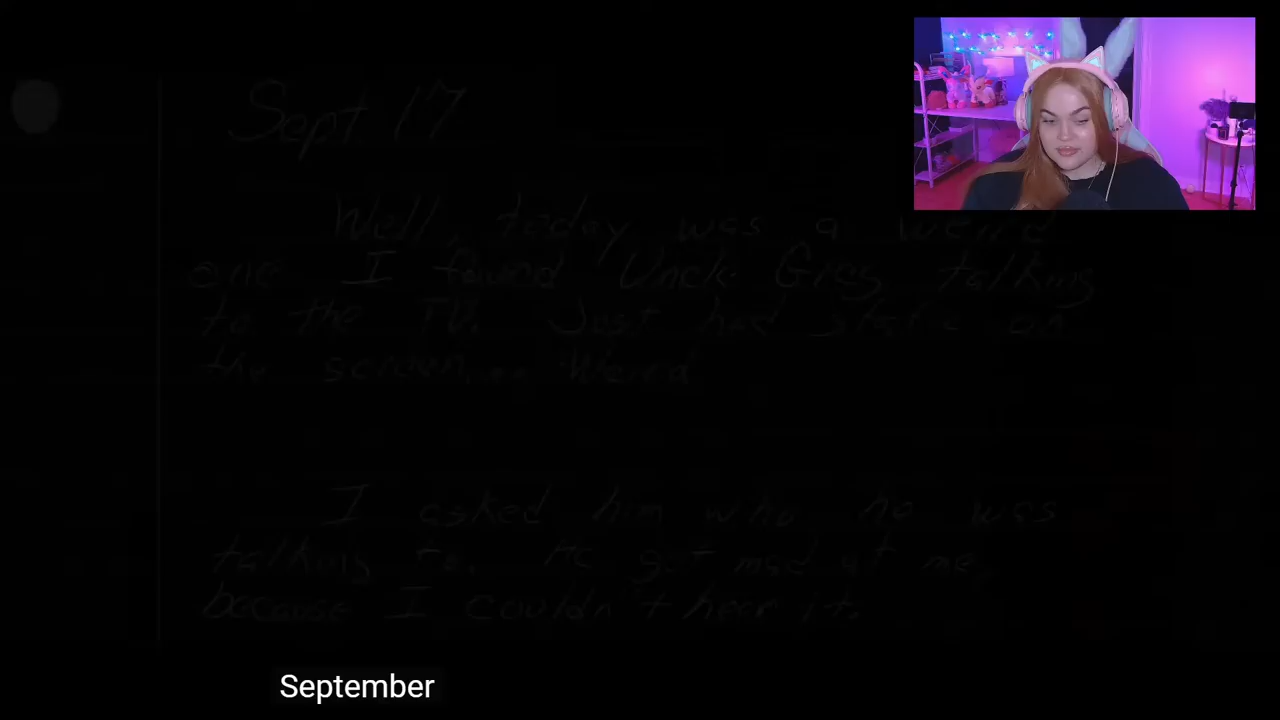 Sept 17
Well, today was a weird
one I found Uncle Greg talking
to the TV. Just had static on
the screen... Weird
I asked him who he was
talking to. He got mad at me,
because I couldn't hear it.
September